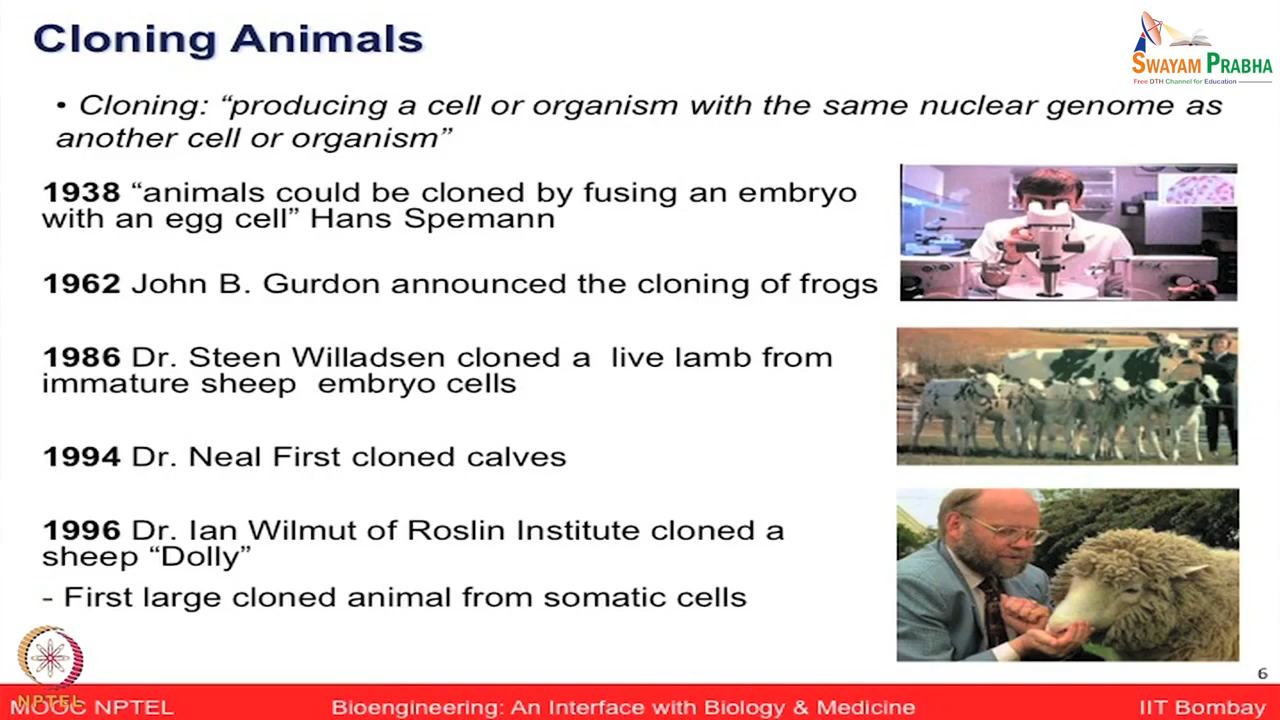 Cloning Animals
SWAYAM PRABHA
Free DTH Channel for Education
• Cloning: “producing a cell or organism with the same nuclear genome as
another cell or organism”
1938 “animals could be cloned by fusing an embryo
with an egg cell” Hans Spemann
1962 John B. Gurdon announced the cloning of frogs
1986 Dr. Steen Willadsen cloned a live lamb from
immature sheep embryo cells
1994 Dr. Neal First cloned calves
1996 Dr. Ian Wilmut of Roslin Institute cloned a
sheep “Dolly”
- First large cloned animal from somatic cells
6
NPTEL
MOOC NPTEL Bioengineering: An Interface with Biology & Medicine IIT Bombay